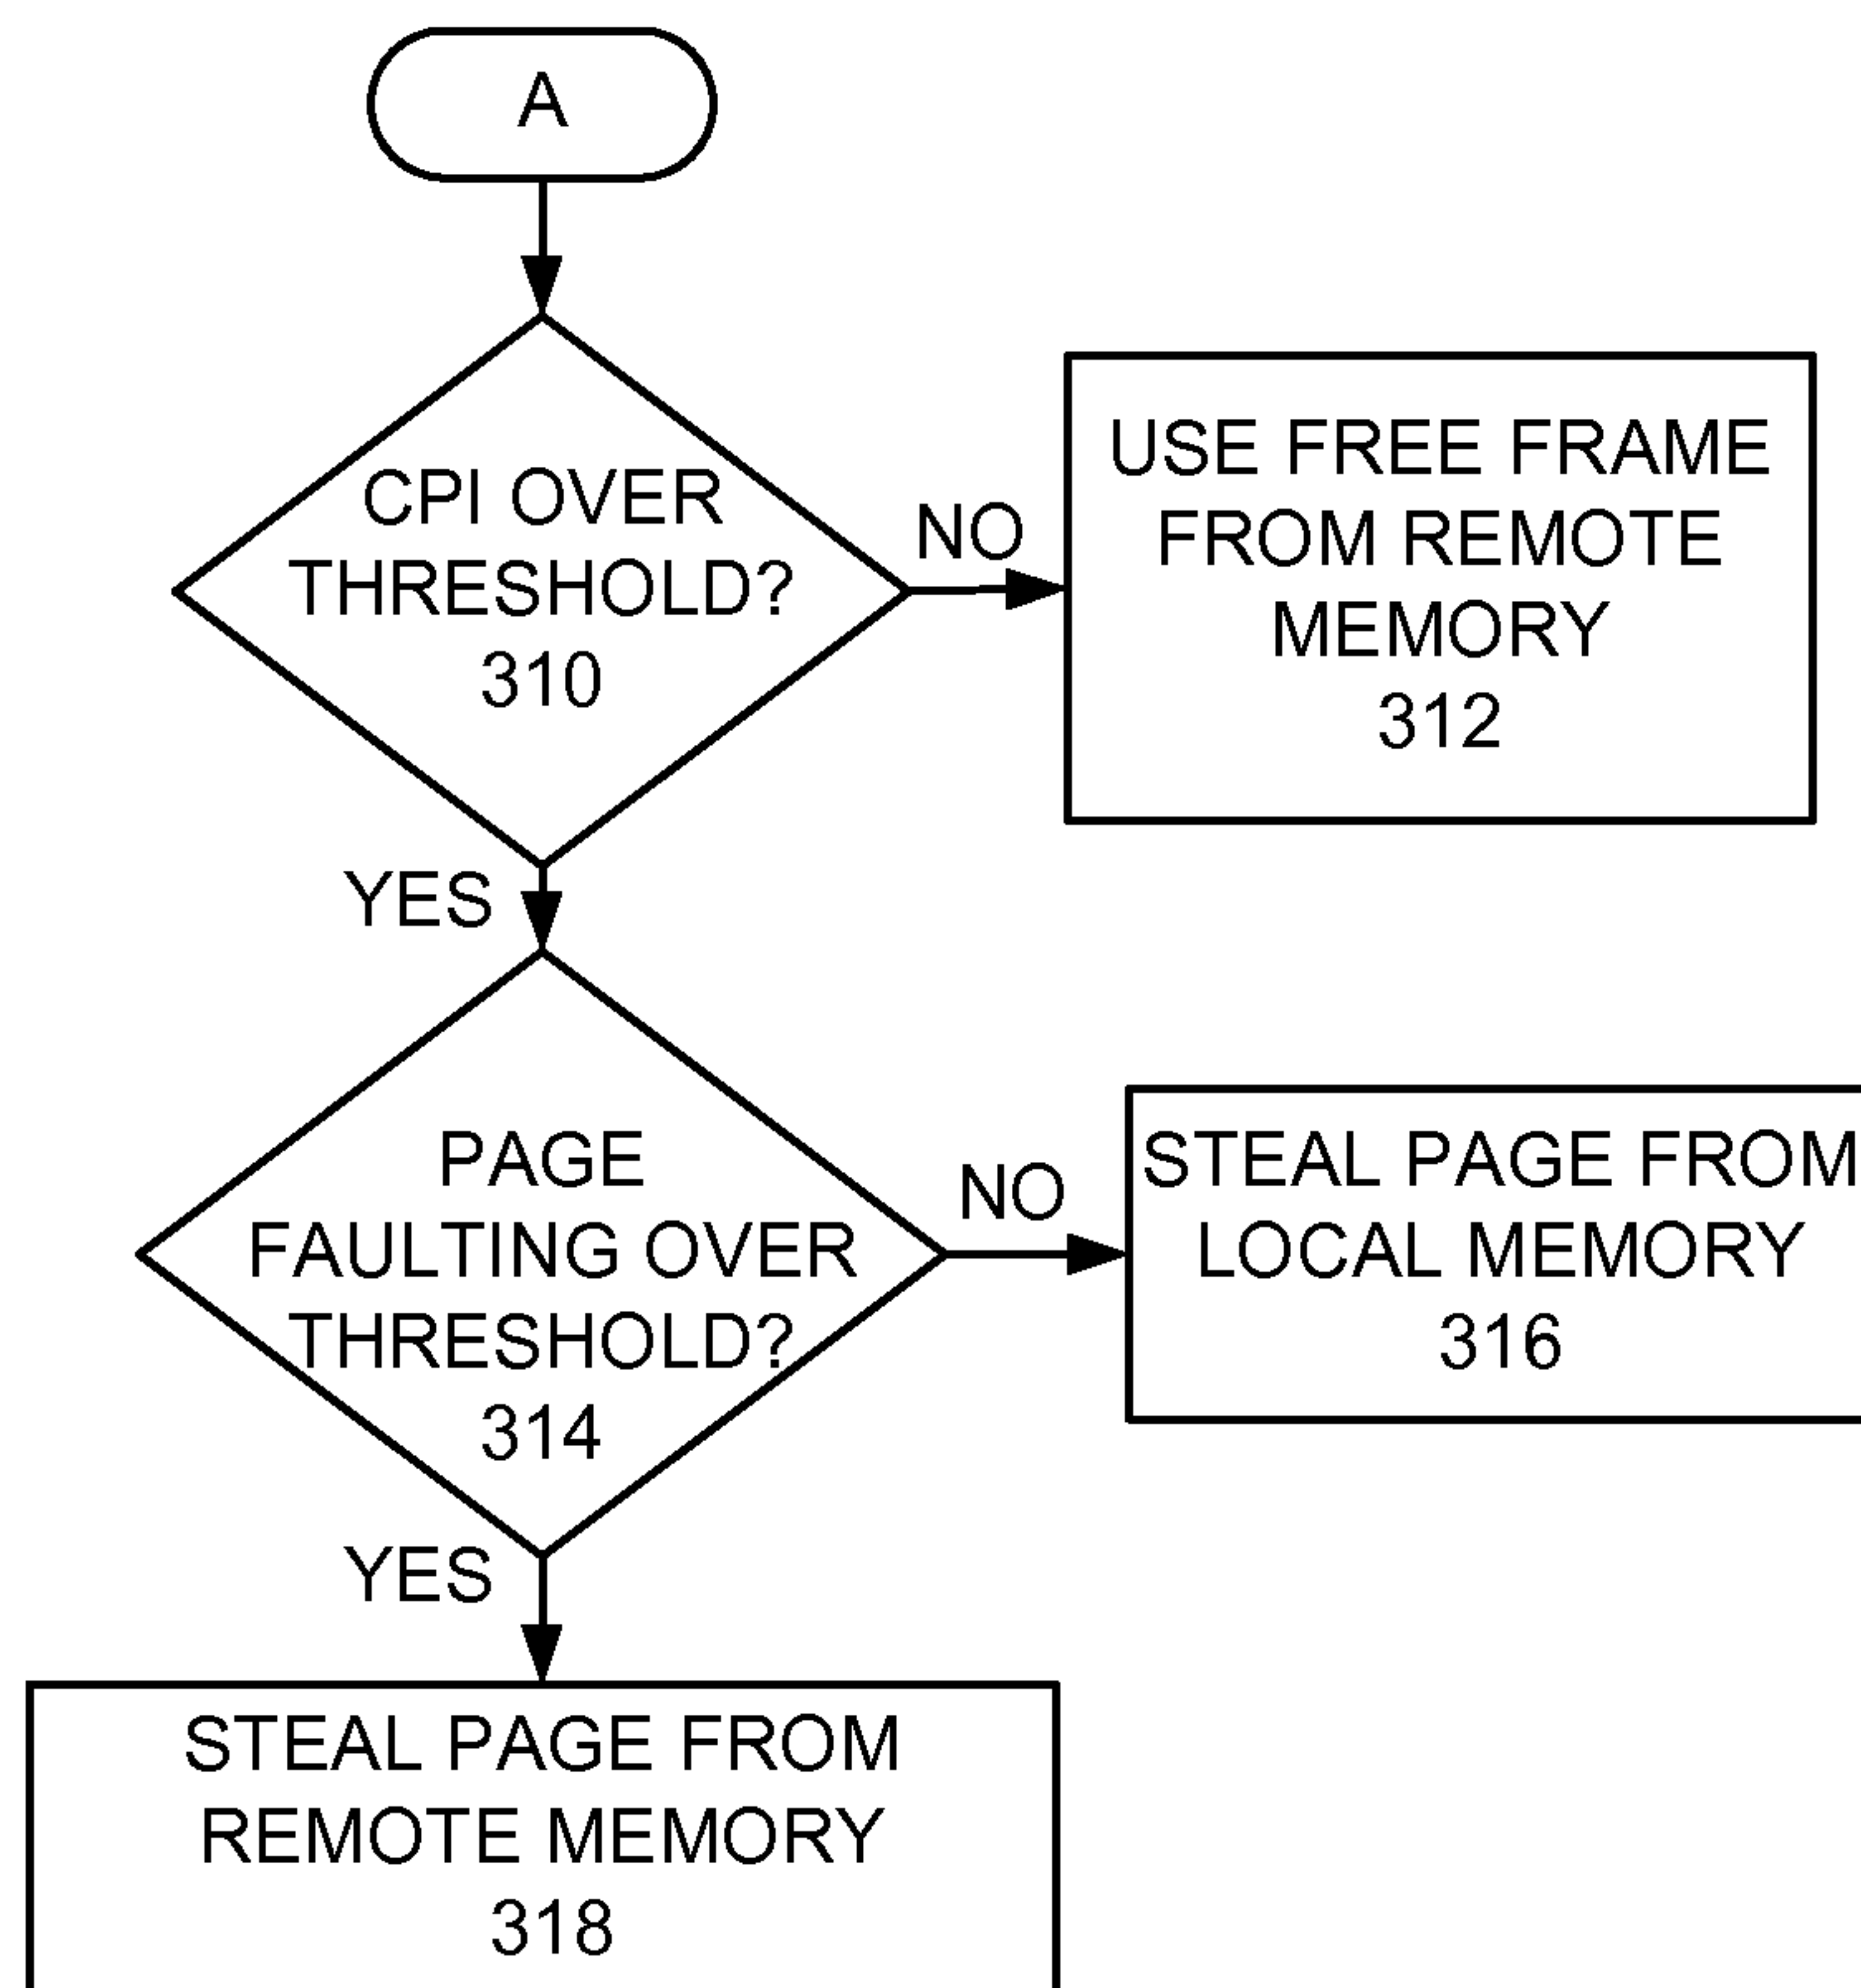 A
CPI OVER
THRESHOLD?
310
NO
USE FREE FRAME
FROM REMOTE
MEMORY
312
YES
PAGE
FAULTING OVER
THRESHOLD?
314
NO
STEAL PAGE FROM
LOCAL MEMORY
316
YES
STEAL PAGE FROM
REMOTE MEMORY
318